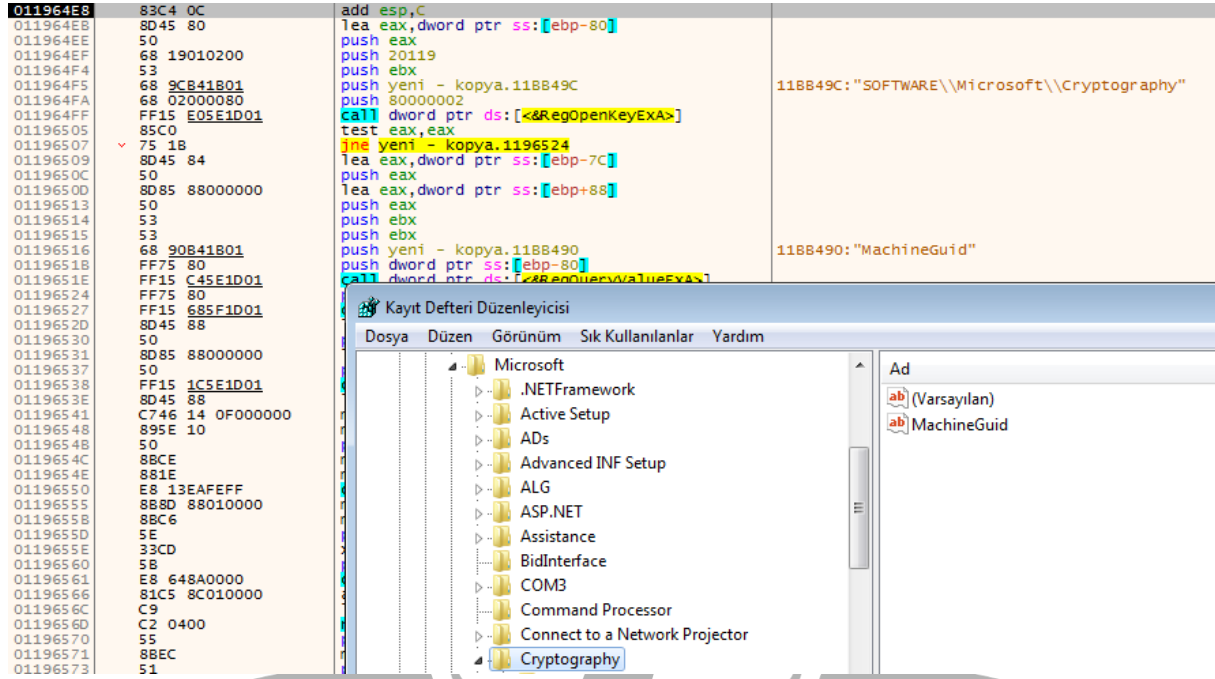 011964E8 83C4 0C add esp,C
011964EB 8D45 80 lea eax,dword ptr ss:[ebp-80]
011964EE 50 push eax
011964EF 68 19010200 push 20119
011964F4 53 push ebx
011964F5 68 9CB41B01 push yeni - kopya.11BB49C 11BB49C:"SOFTWARE\\Microsoft\\Cryptography"
011964FA 68 02000080 push 80000002
011964FF FF15 E05E1D01 call dword ptr ds:[<&RegOpenKeyExA>]
01196505 85C0 test eax,eax
01196507 75 1B jne yeni - kopya.1196524
01196509 8D45 84 lea eax,dword ptr ss:[ebp-7C]
0119650C 50 push eax
0119650D 8D85 88000000 lea eax,dword ptr ss:[ebp+88]
01196513 50 push eax
01196514 53 push ebx
01196515 53 push ebx
01196516 68 90B41B01 push yeni - kopya.11BB490 11BB490:"MachineGuid"
0119651B FF75 80 push dword ptr ss:[ebp-80]
0119651E FF15 C45E1D01 call dword ptr ds:[<&RegQueryValueExA>]
01196524 FF75 80
01196527 FF15 685F1D01
0119652D 8D45 88
01196530 50
01196531 8D85 88000000
01196537 50
01196538 FF15 1C5E1D01
0119653E 8D45 88
01196541 C746 14 0F000000
01196548 895E 10
0119654B 50
0119654C 8BCE
0119654E 881E
01196550 E8 13EAFEFF
01196555 8B8D 88010000
0119655B 8BC6
0119655D 5E
0119655E 33CD
01196560 5B
01196561 E8 648A0000
01196566 81C5 8C010000
0119656C C9
0119656D C2 0400
01196570 55
01196571 8BEC
01196573 51
Kayıt Defteri Düzenleyicisi
Dosya Düzen Görünüm Sık Kullanılanlar Yardım
Microsoft
.NETFramework
Active Setup
ADs
Advanced INF Setup
ALG
ASP.NET
Assistance
BidInterface
COM3
Command Processor
Connect to a Network Projector
Cryptography
Ad
(Varsayılan)
MachineGuid